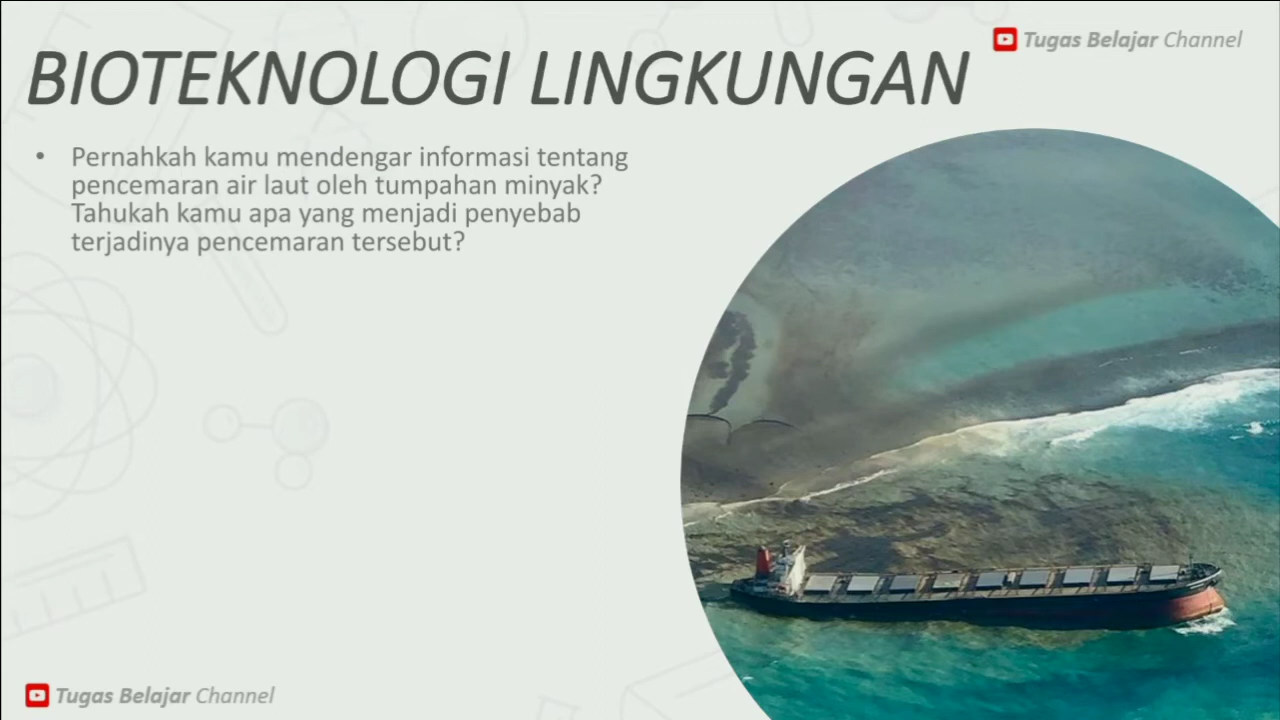 Tugas Belajar Channel
BIOTEKNOLOGI LINGKUNGAN
• Pernahkah kamu mendengar informasi tentang
pencemaran air laut oleh tumpahan minyak?
Tahukah kamu apa yang menjadi penyebab
terjadinya pencemaran tersebut?
Tugas Belajar Channel